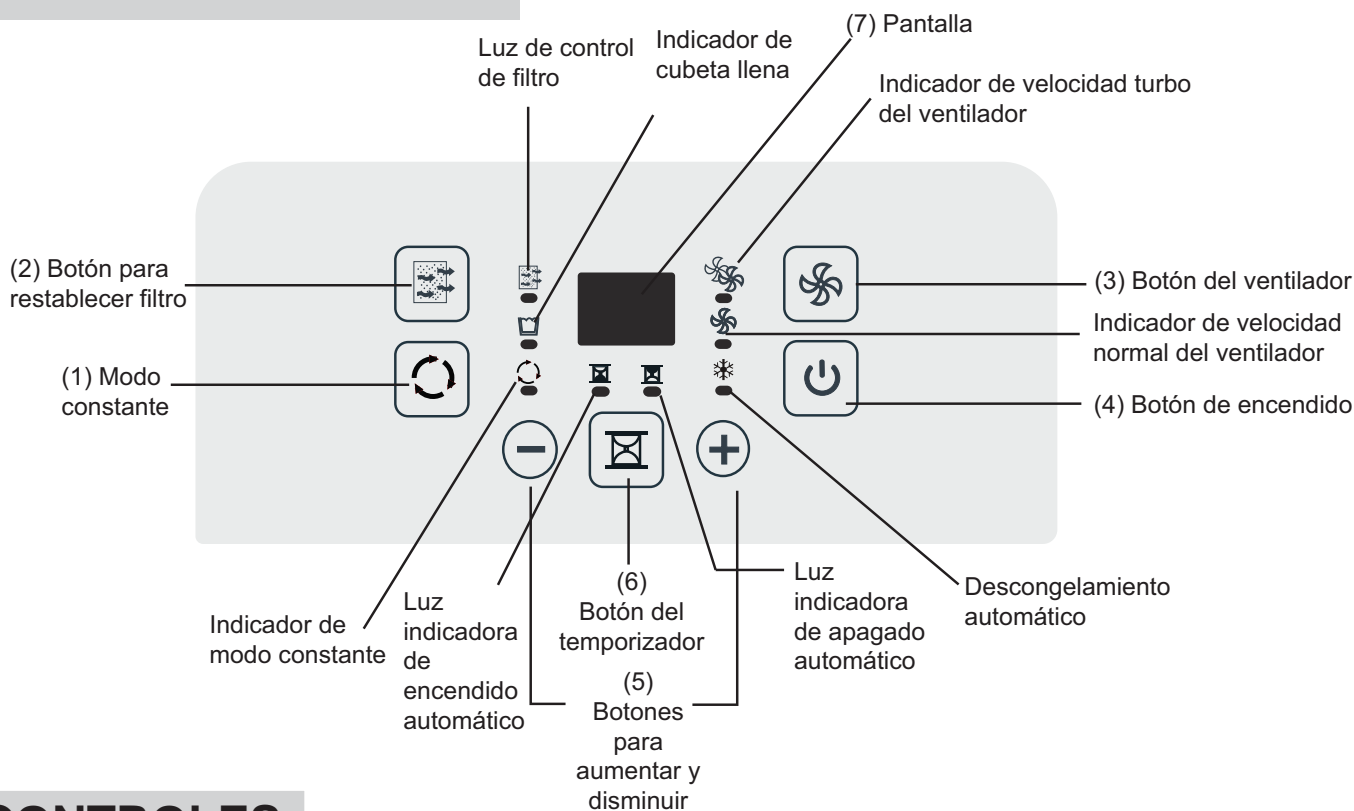 (7) Pantalla
Luz de control
de filtro
Indicador de
cubeta llena
Indicador de velocidad turbo
del ventilador
(2) Botón para
restablecer filtro
(3) Botón del ventilador
Indicador de velocidad
normal del ventilador
(1) Modo
constante
(4) Botón de encendido
Indicador de
modo constante
Luz
indicadora
de
encendido
automático
(6)
Botón del
temporizador
(5)
Botones
para
aumentar y
disminuir
Luz
indicadora
de apagado
automático
Descongelamiento
automático
CONTROLES